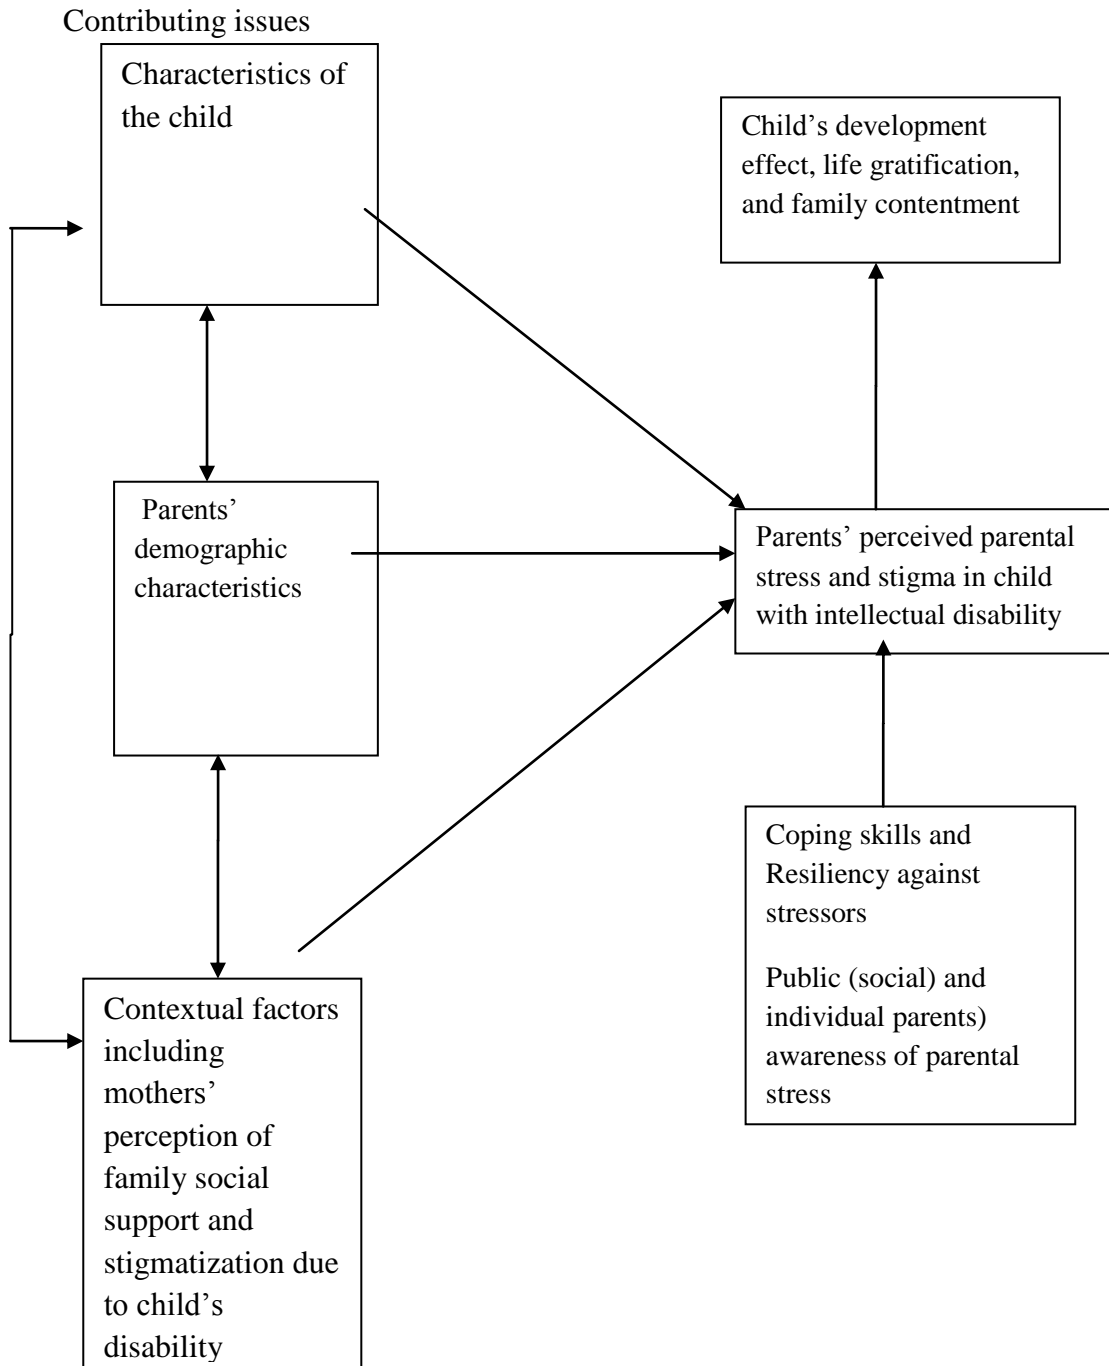 Contributing issues
Characteristics of
the child
Child’s development
effect, life gratification,
and family contentment
Parents’
demographic
characteristics
Parents’ perceived parental
stress and stigma in child
with intellectual disability
Coping skills and
Resiliency against
stressors
Public (social) and
individual parents)
awareness of parental
stress
Contextual factors
including
mothers’
perception of
family social
support and
stigmatization due
to child’s
disability